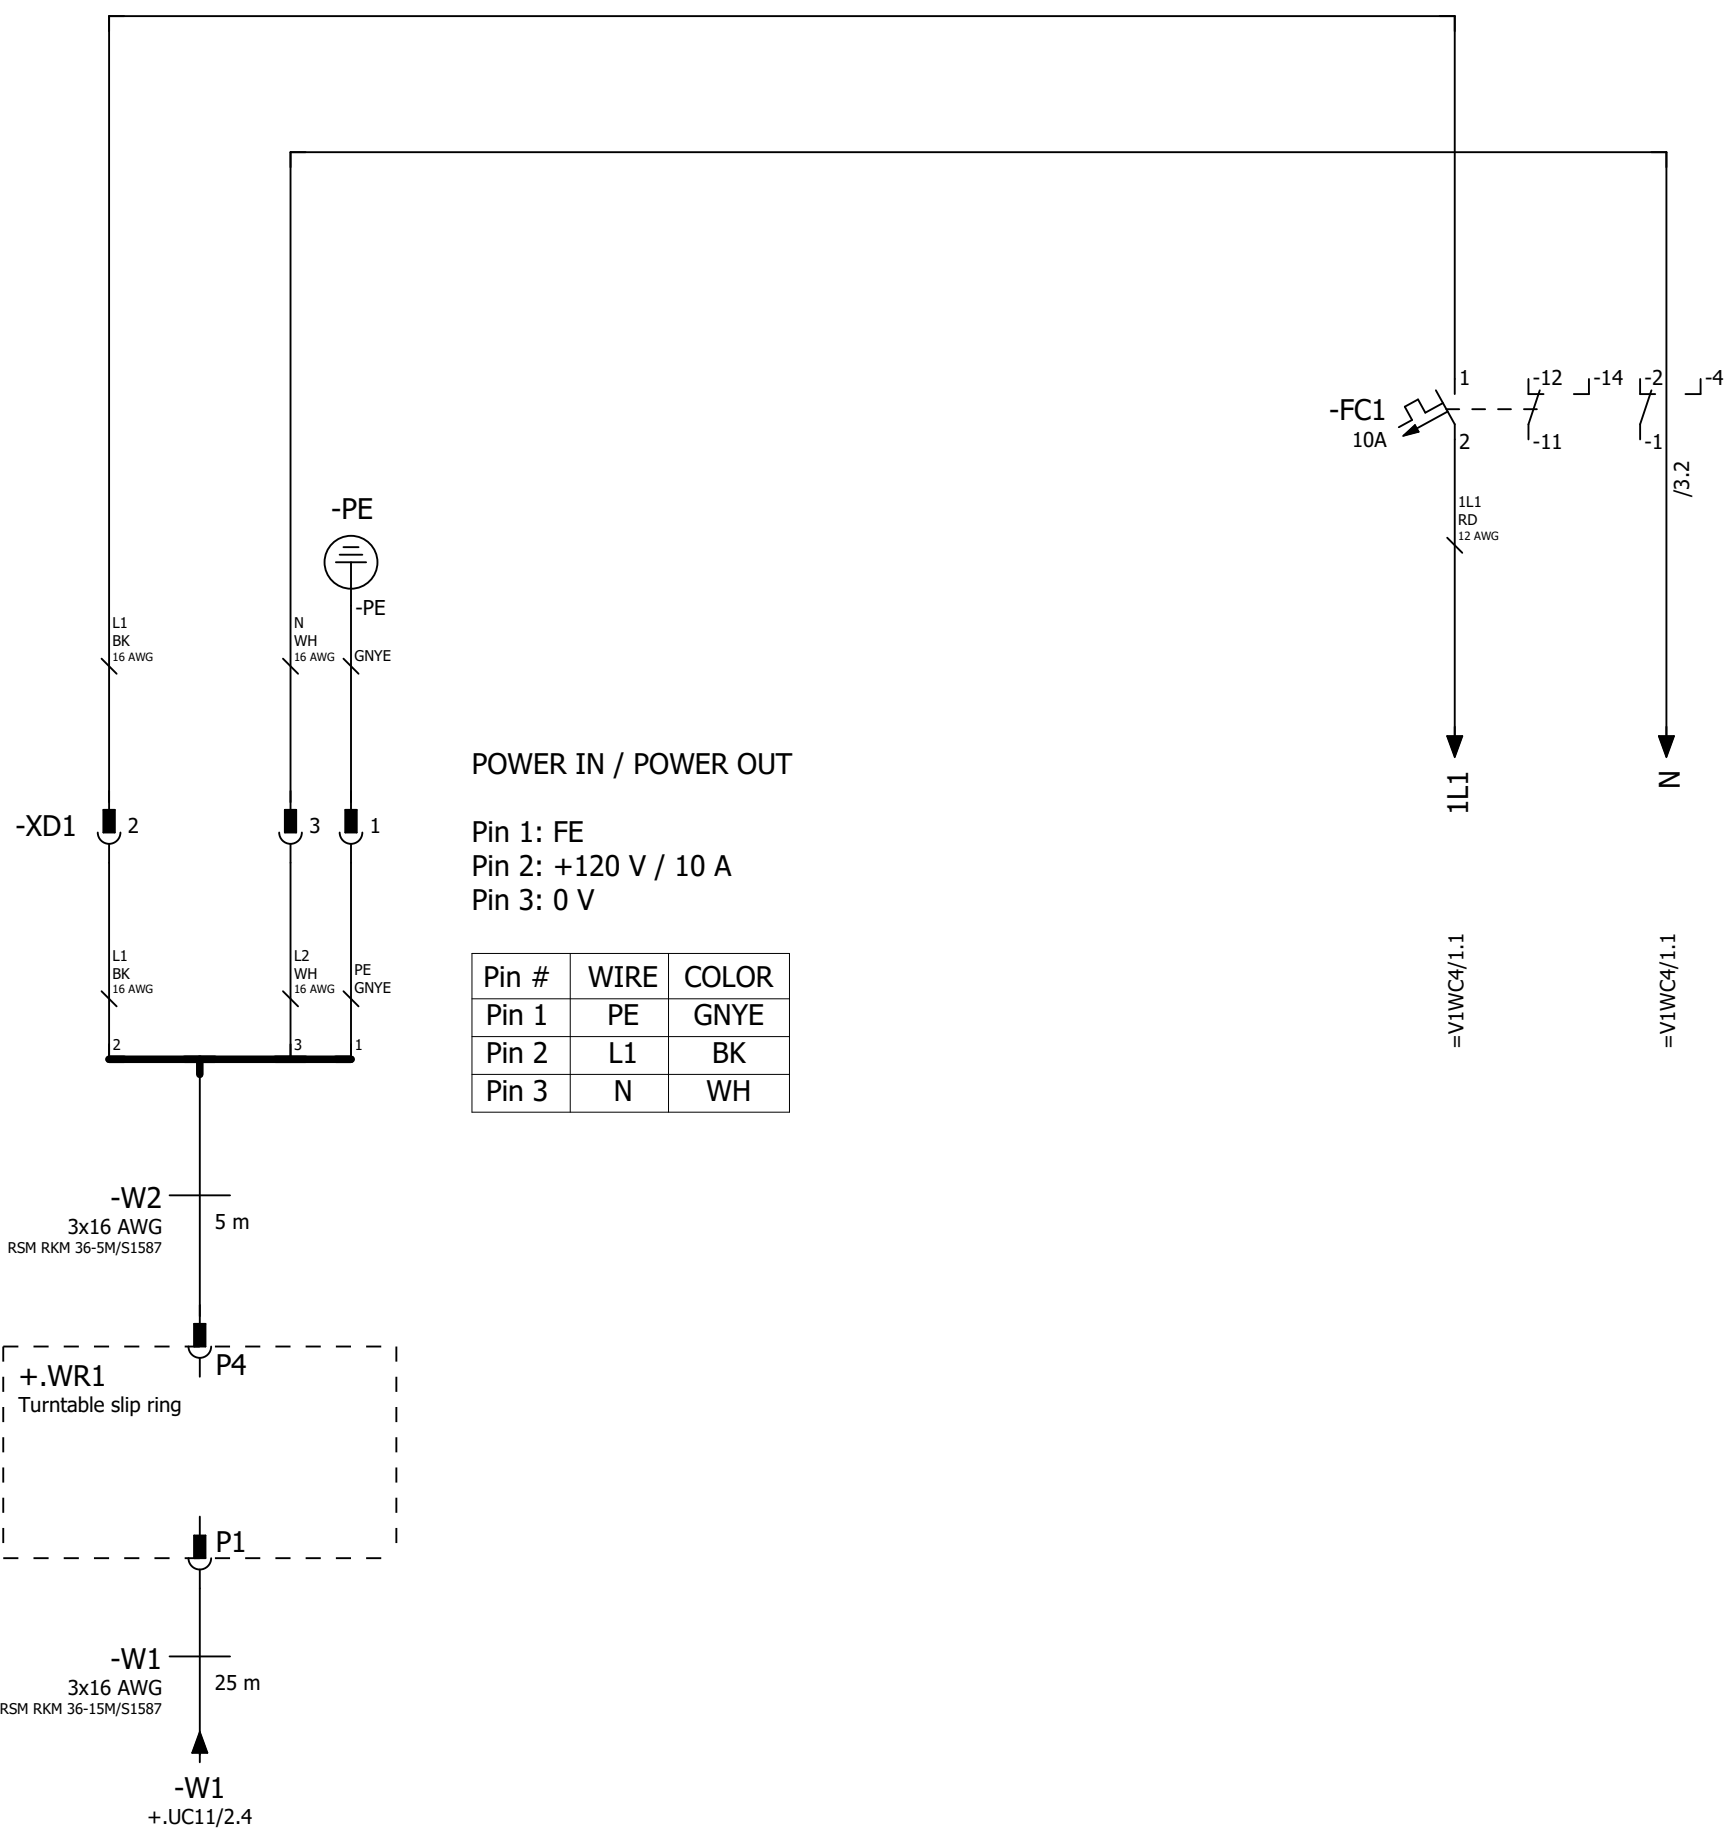 1
-12
-14
-2
-4
-FC1
10A
2
-11
-1
/3.2
1L1
RD
12 AWG
-PE
-PE
L1
BK
16 AWG
N
WH
16 AWG
GNYE
POWER IN / POWER OUT
1L1
N
-XD1
2
3
1
Pin 1: FE
Pin 2: +120 V / 10 A
Pin 3: 0 V
L1
BK
16 AWG
L2
WH
16 AWG
PE
GNYE
2
3
1
Pin # WIRE COLOR
Pin 1 PE GNYE
Pin 2 L1 BK
Pin 3 N WH
=V1WC4/1.1
=V1WC4/1.1
-W2
3x16 AWG
RSM RKM 36-5M/S1587
5 m
P4
+.WR1
Turntable slip ring
P1
-W1
3x16 AWG
RSM RKM 36-15M/S1587
25 m
-W1
+.UC11/2.4